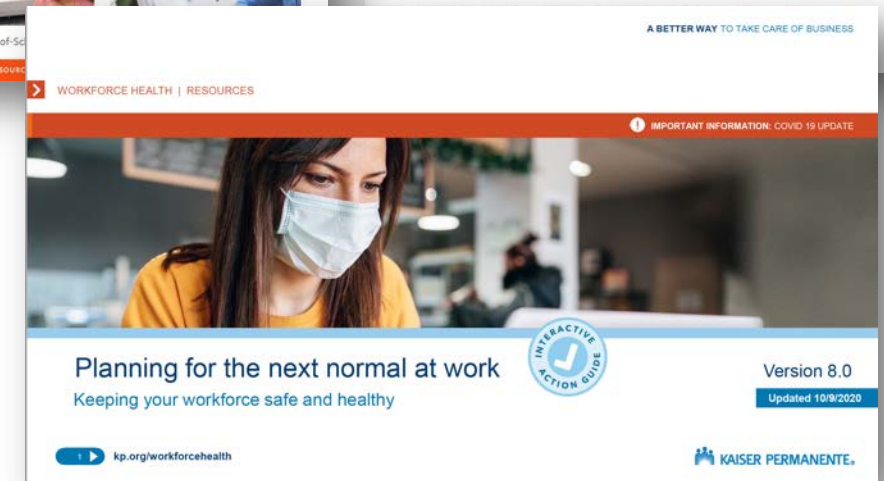 of-Sc
A BETTER WAY TO TAKE CARE OF BUSINESS
WORKFORCE HEALTH | RESOURCES
! IMPORTANT INFORMATION: COVID 19 UPDATE
INTERACTIVE
ACTION GUIDE
Planning for the next normal at work
Version 8.0
Keeping your workforce safe and healthy
Updated 10/9/2020
1
kp.org/workforcehealth
KAISER PERMANENTE®